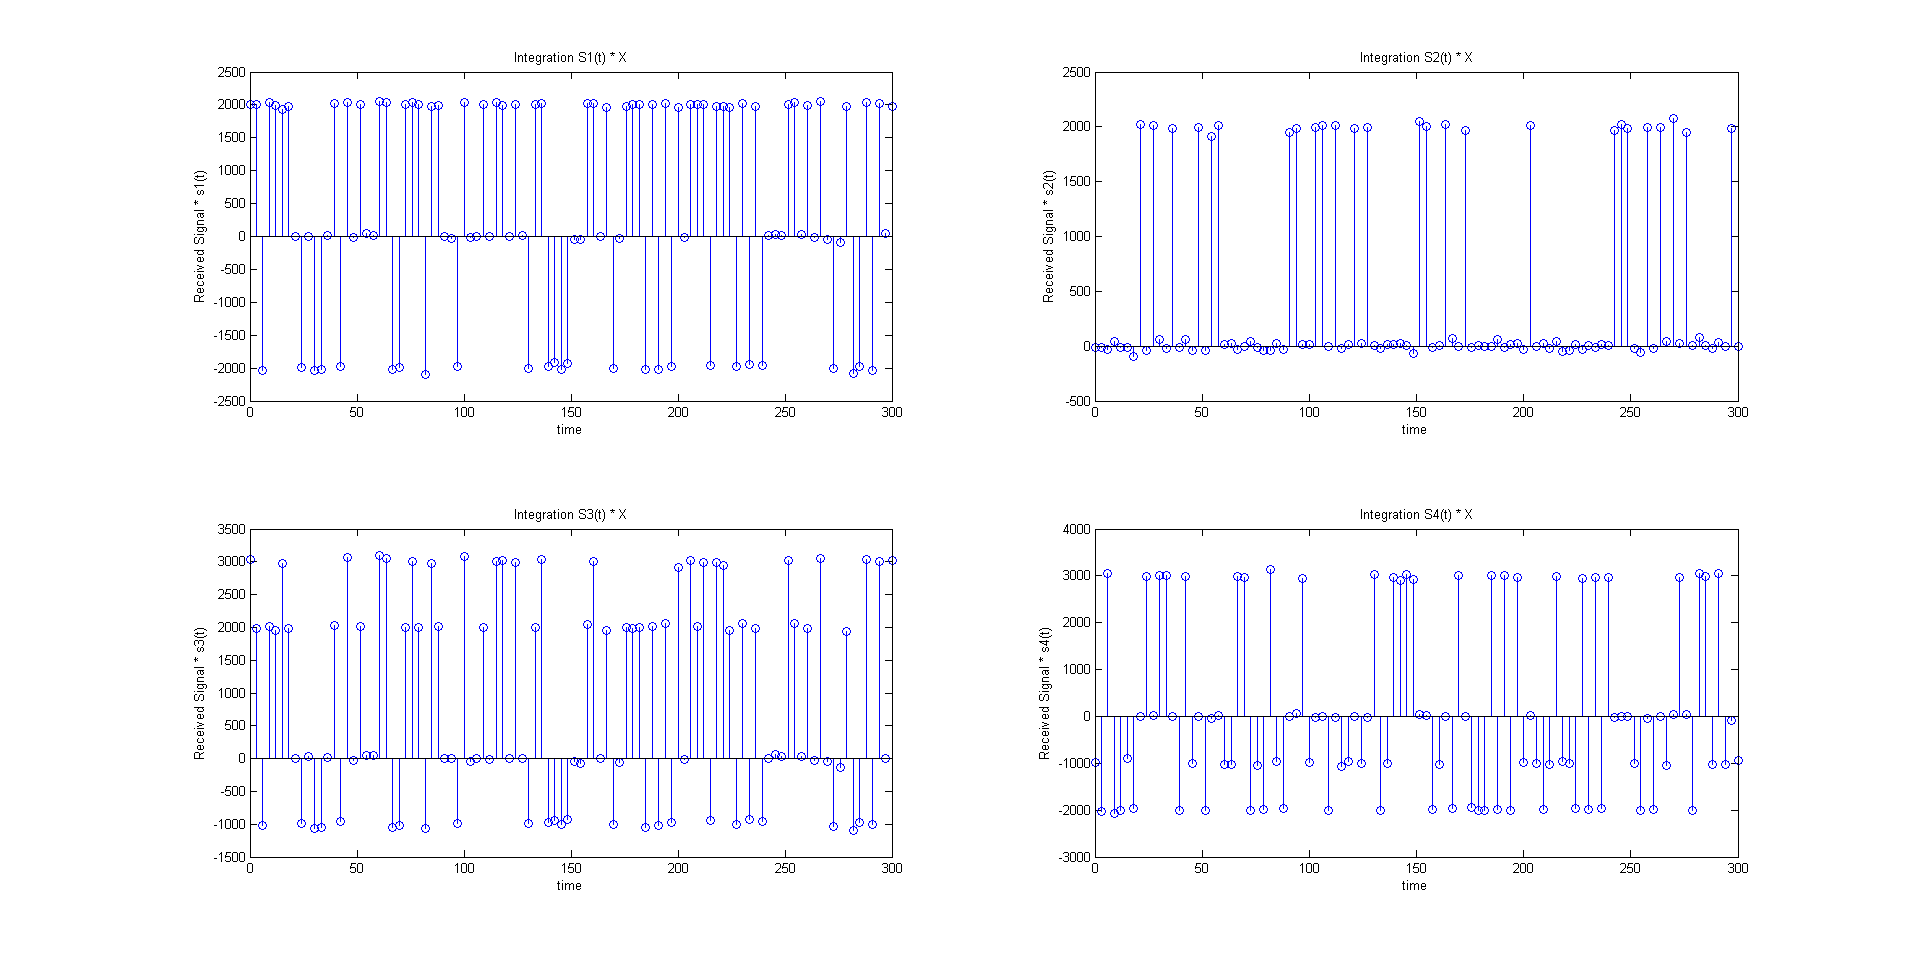 Integration S1(t) * X
2500
2000
1500
1000
500
0
-500
-1000
-1500
-2000
-2500
Received Signal * s1(t)
0 50 100 150 200 250 300
time
Integration S2(t) * X
2500
2000
1500
1000
500
0
-500
Received Signal * s2(t)
0 50 100 150 200 250 300
time
Integration S3(t) * X
3500
3000
2500
2000
1500
1000
500
0
-500
-1000
-1500
Received Signal * s3(t)
0 50 100 150 200 250 300
time
Integration S4(t) * X
4000
3000
2000
1000
0
-1000
-2000
-3000
Received Signal * s4(t)
0 50 100 150 200 250 300
time